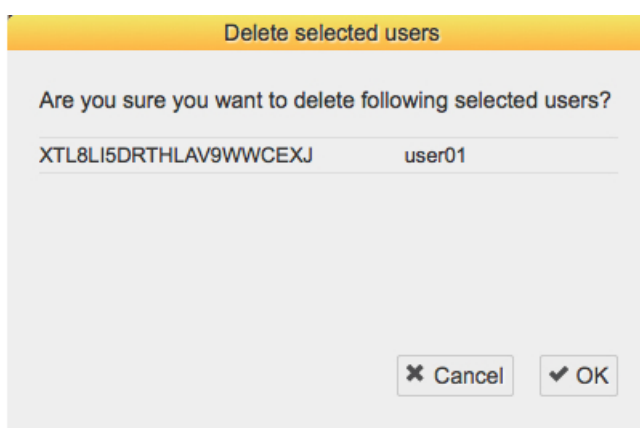 Delete selected users
Are you sure you want to delete following selected users?
XTL8LI5DRTHLAV9WWCEXJ user01
Cancel OK